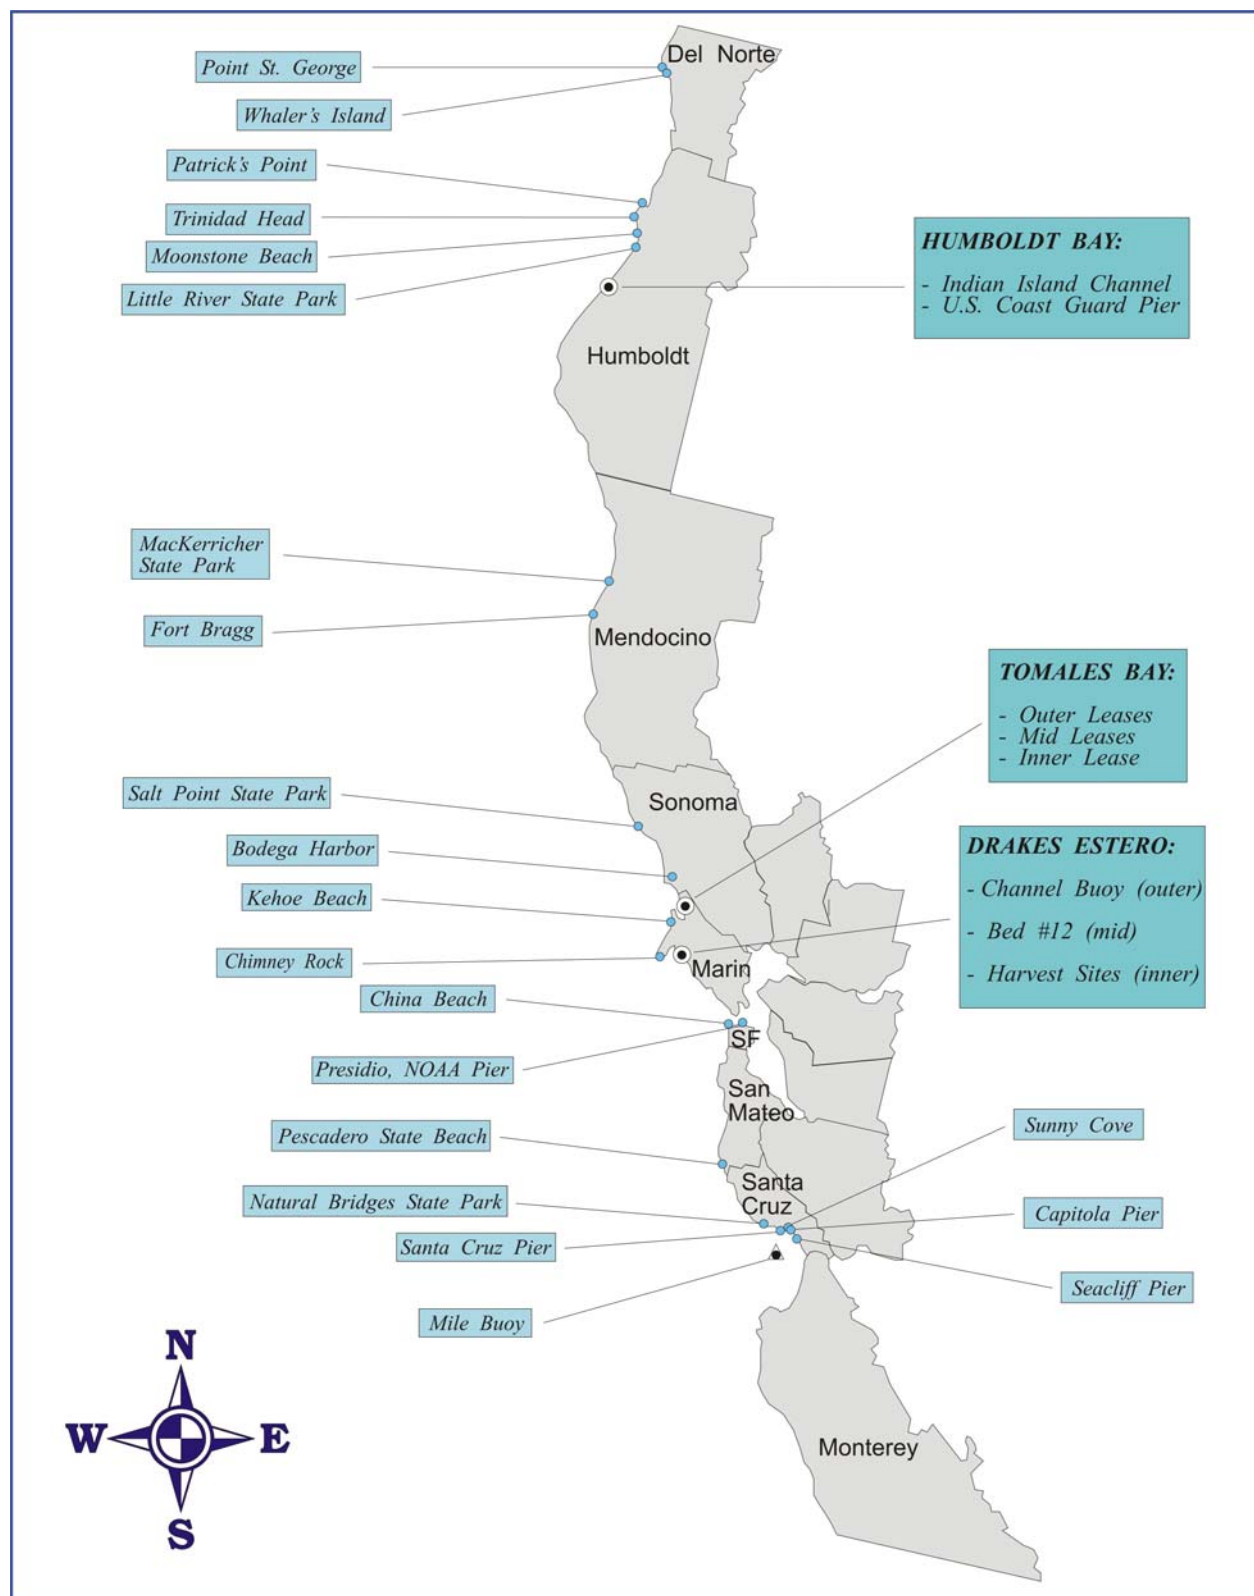 Del Norte
Point St. George
Whaler's Island
Patrick's Point
Trinidad Head
Moonstone Beach
Little River State Park
HUMBOLDT BAY:
- Indian Island Channel
- U.S. Coast Guard Pier
Humboldt
MacKerricher
State Park
Fort Bragg
Mendocino
TOMALES BAY:
- Outer Leases
- Mid Leases
- Inner Lease
Salt Point State Park
Sonoma
Bodega Harbor
Kehoe Beach
DRAKES ESTERO:
- Channel Buoy (outer)
- Bed #12 (mid)
- Harvest Sites (inner)
Chimney Rock
Marin
China Beach
SF
Presidio, NOAA Pier
San
Mateo
Pescadero State Beach
Sunny Cove
Santa
Cruz
Natural Bridges State Park
Capitola Pier
Santa Cruz Pier
Seacliff Pier
Mile Buoy
N
W
E
S
Monterey